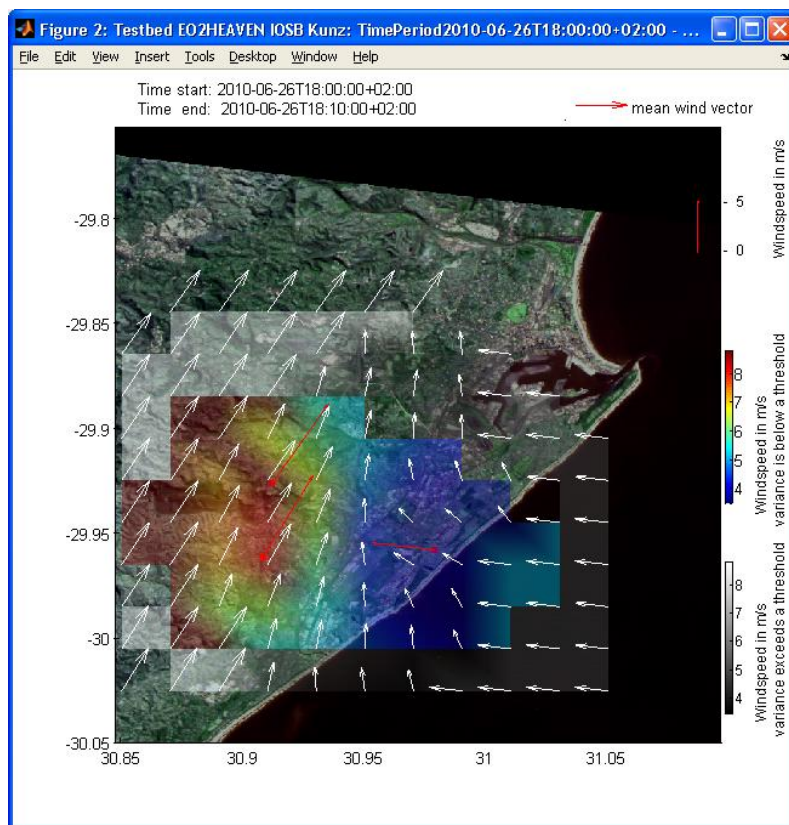 Figure 2: Testbed EO2HEAVEN IOSB Kunz: TimePeriod2010-06-26T18:00:00+02:00 - ...
File Edit View Insert Tools Desktop Window Help
Time start: 2010-06-26T18:00:00+02:00
Time end: 2010-06-26T18:10:00+02:00
mean wind vector
5
0
Windspeed in m/s
-29.8
-29.85
-29.9
-29.95
-30
-30.05
30.85 30.9 30.95 31 31.05
8
7
6
5
4
Windspeed in m/s
variance is below a threshold
8
7
6
5
4
Windspeed in m/s
variance exceeds a threshold